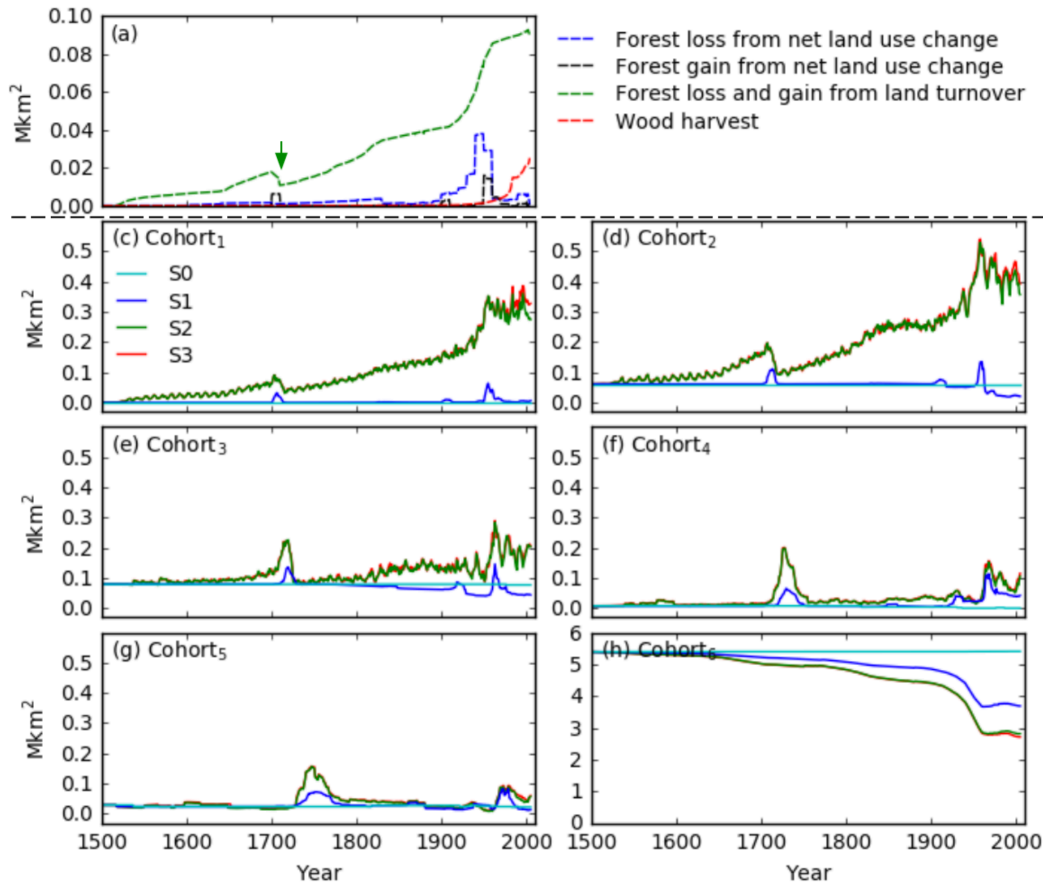 (a)
0.10
0.08
0.06
0.04
0.02
0.00
Mkm²
Forest loss from net land use change
Forest gain from net land use change
Forest loss and gain from land turnover
Wood harvest
(c) Cohort₁
S0
S1
S2
S3
0.5
0.4
0.3
0.2
0.1
0.0
Mkm²
(d) Cohort₂
0.5
0.4
0.3
0.2
0.1
0.0
(e) Cohort₃
0.5
0.4
0.3
0.2
0.1
0.0
Mkm²
(f) Cohort₄
0.5
0.4
0.3
0.2
0.1
0.0
(g) Cohort₅
0.5
0.4
0.3
0.2
0.1
0.0
Mkm²
1500 1600 1700 1800 1900 2000
Year
(h) Cohort₆
6
5
4
3
2
1
0
1500 1600 1700 1800 1900 2000
Year